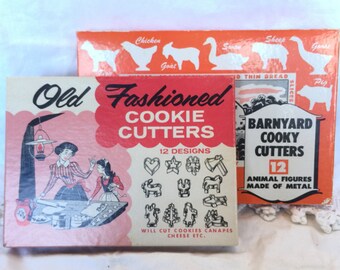 Chicken
Goat
Swan
Sheep
Goose
Pig
THIN BREAD
BARNYARD
COOKY
CUTTERS
12
ANIMAL FIGURES
MADE OF METAL
Old Fashioned
COOKIE
CUTTERS
12 DESIGNS
WILL CUT COOKIES CANAPES
CHEESE ETC.